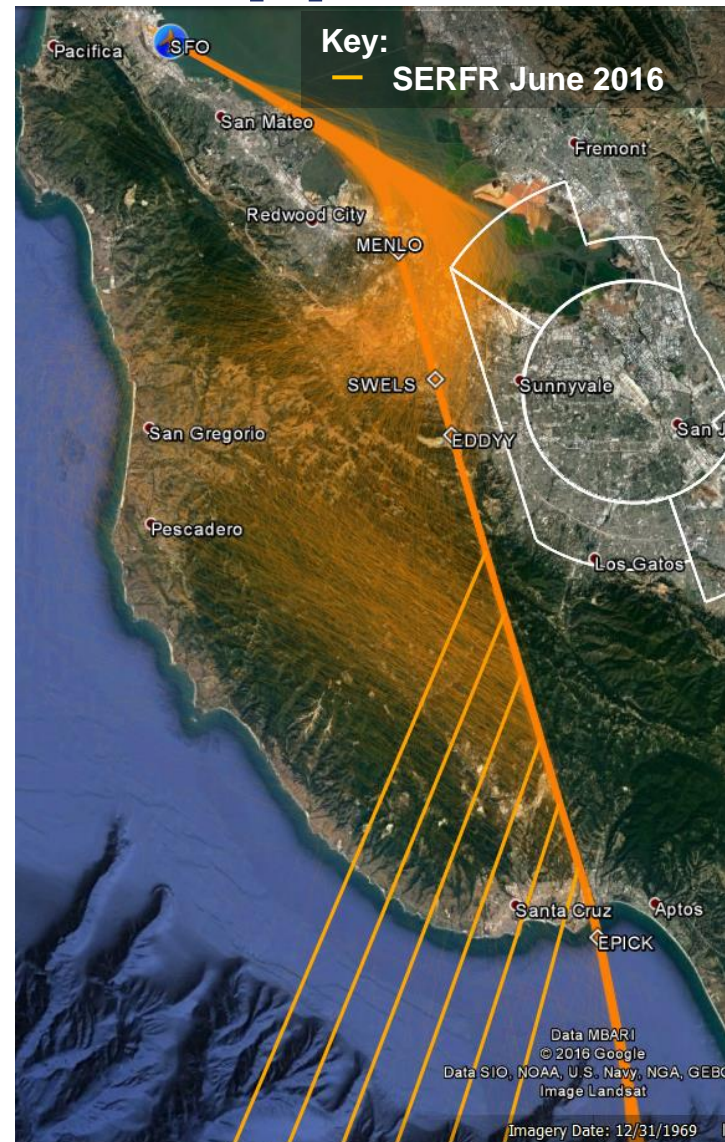 Key:
SERFR June 2016
SFO
Pacifica
San Mateo
Fremont
Redwood City
MENLO
SWELS
Sunnyvale
San J
San Gregorio
EDDYY
Pescadero
Los Gatos
Santa Cruz
Aptos
EPICK
Data MBARI
© 2016 Google
Data SIO, NOAA, U.S. Navy, NGA, GEBC
Image Landsat
Imagery Date: 12/31/1969